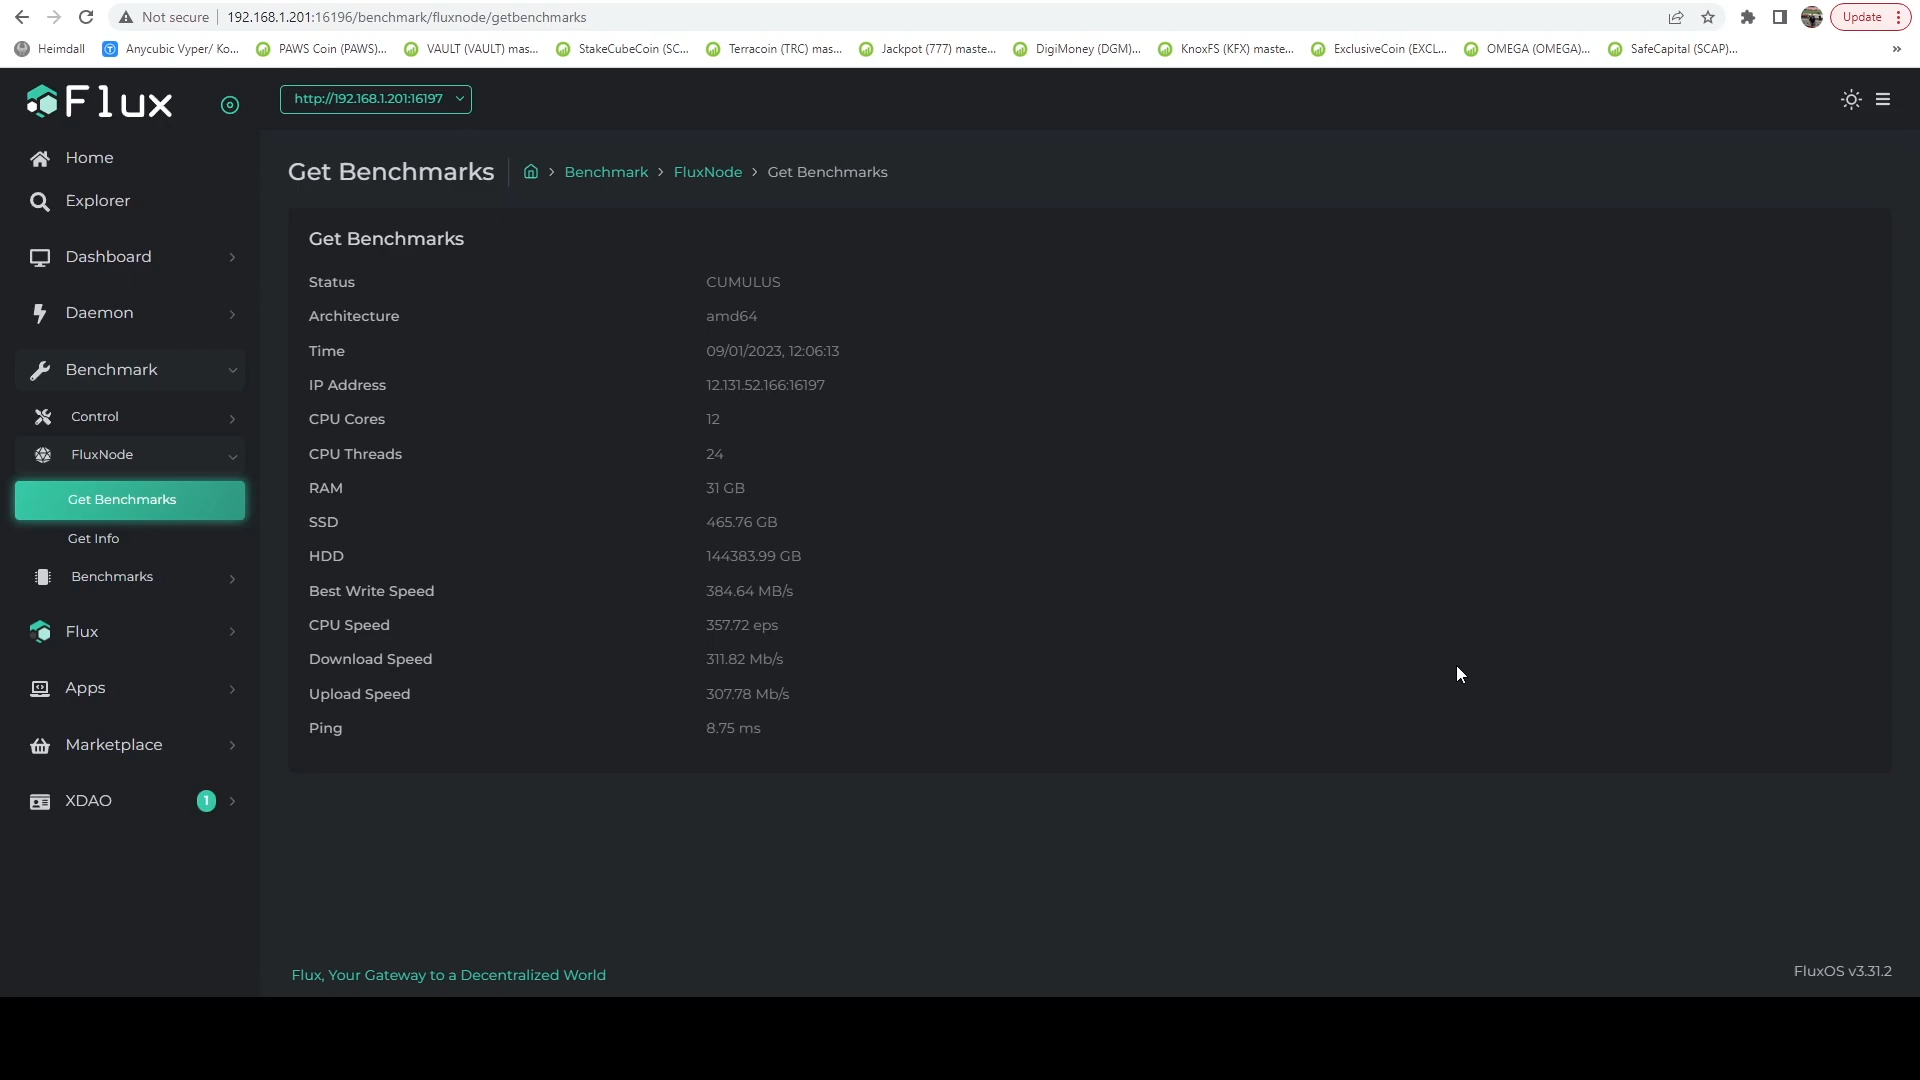 Not secure | 192.168.1.201:16196/benchmark/fluxnode/getbenchmarks
Update
Heimdall
Anycubic Vyper/ Ko...
PAWS Coin (PAWS)...
VAULT (VAULT) mas...
StakeCubeCoin (SC...
Terracoin (TRC) mas...
Jackpot (777) maste...
DigiMoney (DGM)...
KnoxFS (KFX) maste...
ExclusiveCoin (EXCL...
OMEGA (OMEGA)...
SafeCapital (SCAP)...
»
Flux
http://192.168.1.201:16197
Home
Explorer
Dashboard
Daemon
Benchmark
Control
FluxNode
Get Benchmarks
Get Info
Benchmarks
Flux
Apps
Marketplace
XDAO 1
Get Benchmarks
Benchmark > FluxNode > Get Benchmarks
Get Benchmarks
Status CUMULUS
Architecture amd64
Time 09/01/2023, 12:06:13
IP Address 12.131.52.166:16197
CPU Cores 12
CPU Threads 24
RAM 31 GB
SSD 465.76 GB
HDD 144383.99 GB
Best Write Speed 384.64 MB/s
CPU Speed 357.72 eps
Download Speed 311.82 Mb/s
Upload Speed 307.78 Mb/s
Ping 8.75 ms
Flux, Your Gateway to a Decentralized World
FluxOS v3.31.2